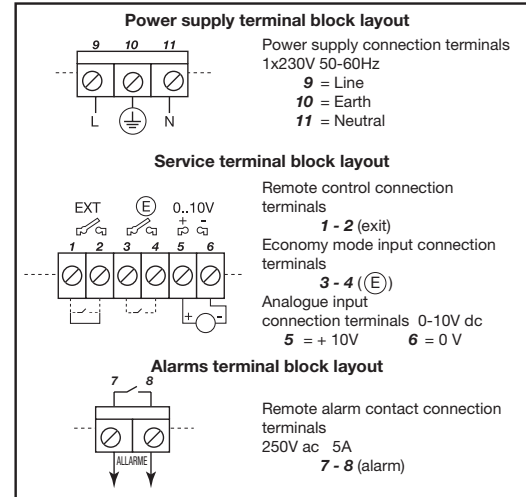 Power supply terminal block layout
9 10 11
L N
Power supply connection terminals
1x230V 50-60Hz
9 = Line
10 = Earth
11 = Neutral
Service terminal block layout
EXT E 0..10V
+ -
1 2 3 4 5 6
+ -
Remote control connection
terminals
1 - 2 (exit)
Economy mode input connection
terminals
3 - 4 (E)
Analogue input
connection terminals 0-10V dc
5 = + 10V 6 = 0 V
Alarms terminal block layout
7 8
ALLARME
Remote alarm contact connection
terminals
250V ac 5A
7 - 8 (alarm)